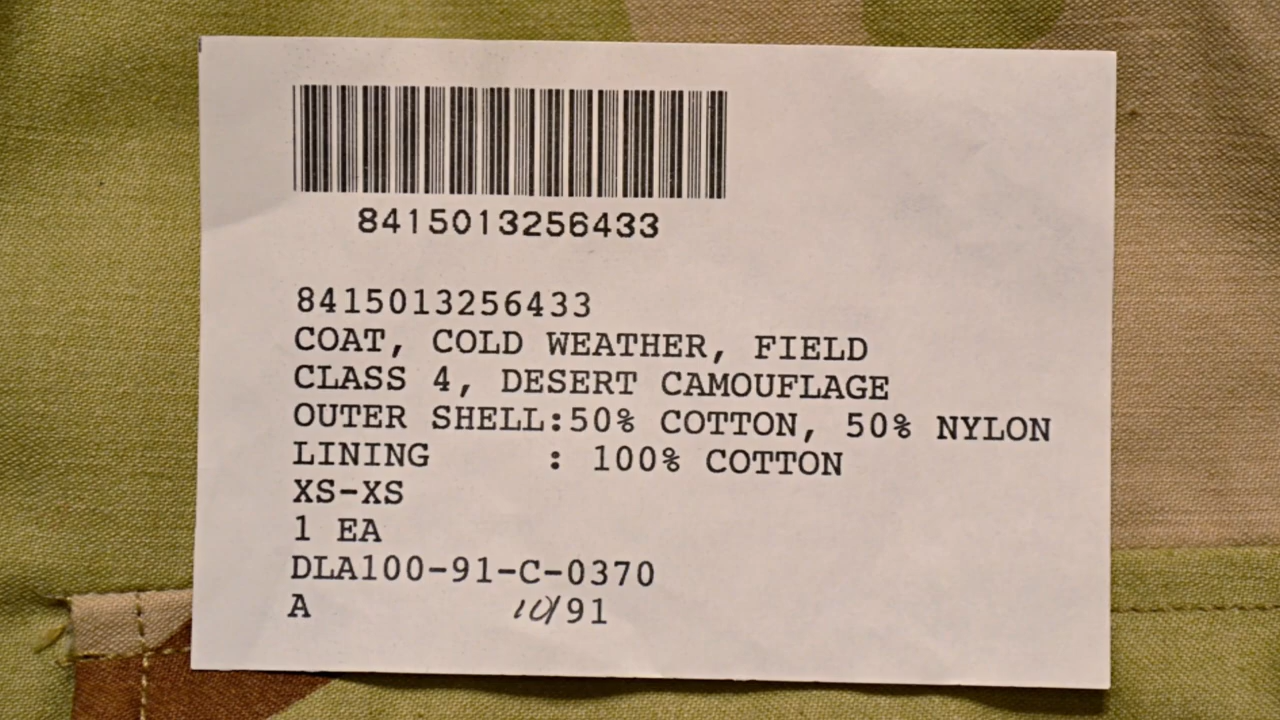 8415013256433
8415013256433
COAT, COLD WEATHER, FIELD
CLASS 4, DESERT CAMOUFLAGE
OUTER SHELL:50% COTTON, 50% NYLON
LINING : 100% COTTON
XS-XS
1 EA
DLA100-91-C-0370
A 10/91